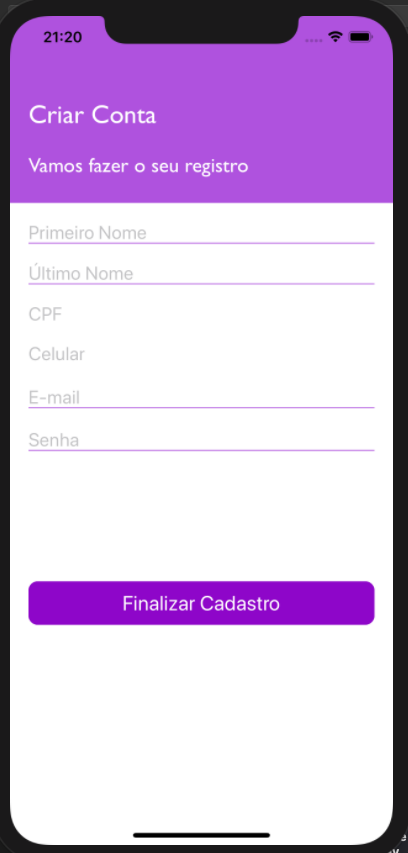 21:20
Criar Conta
Vamos fazer o seu registro
Primeiro Nome
Último Nome
CPF
Celular
E-mail
Senha
Finalizar Cadastro